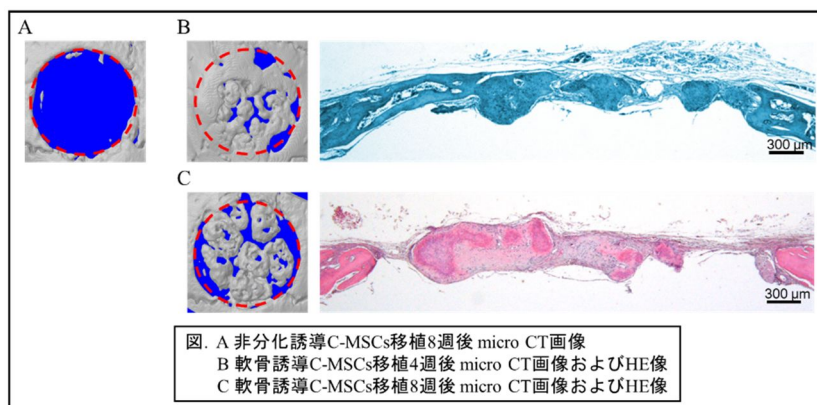 A
B
300 μm
C
300 μm
図. A 非分化誘導C-MSCs移植8週後 micro CT画像
B 軟骨誘導C-MSCs移植4週後 micro CT画像およびHE像
C 軟骨誘導C-MSCs移植8週後 micro CT画像およびHE像